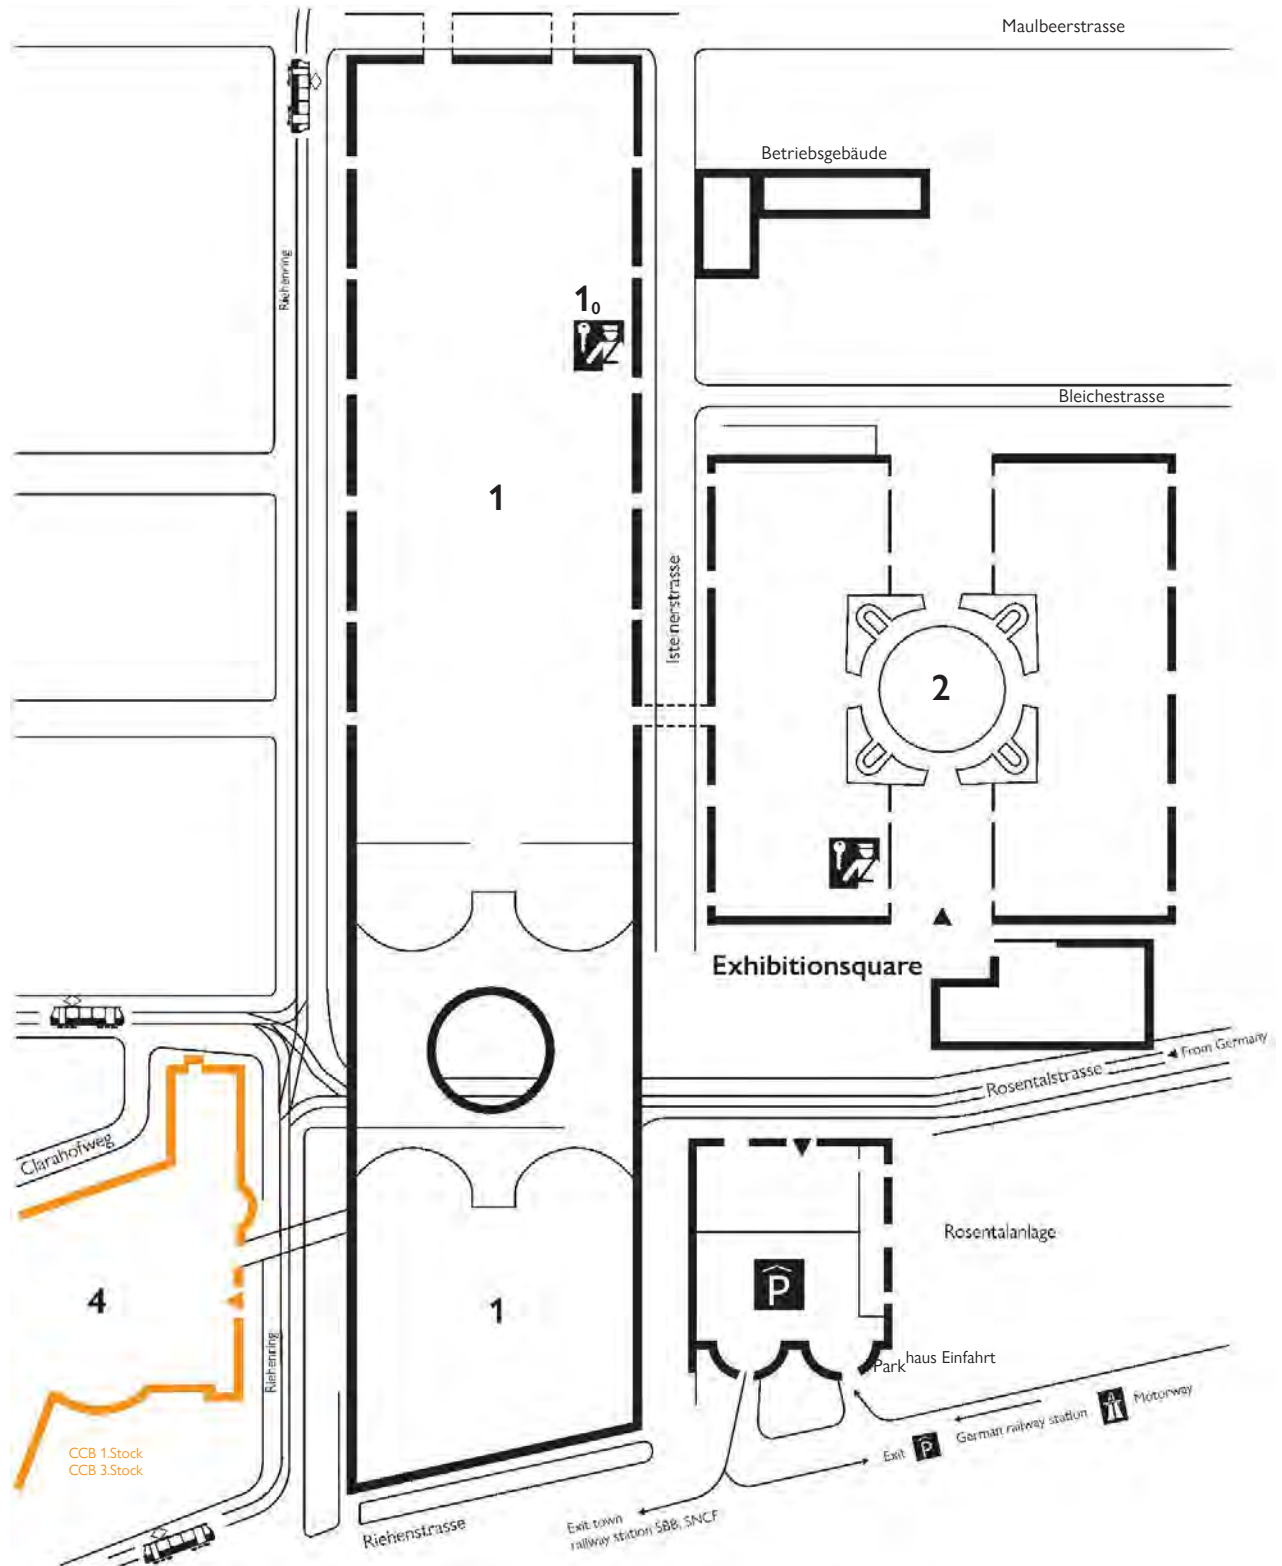 Maulbeerstrasse
Betriebsgebäude
Riehenring
1₀
Bleichestrasse
1
Isteinerstrasse
2
Exhibitionsquare
From Germany
Rosentalstrasse
Clarahofweg
Rosentalanlage
4
1
P
Parkhaus Einfahrt
Riehenring
Motorway
German railway station
Exit P
CCB 1.Stock
CCB 3.Stock
Exit town
railway station SBB, SNCF
Riehenstrasse